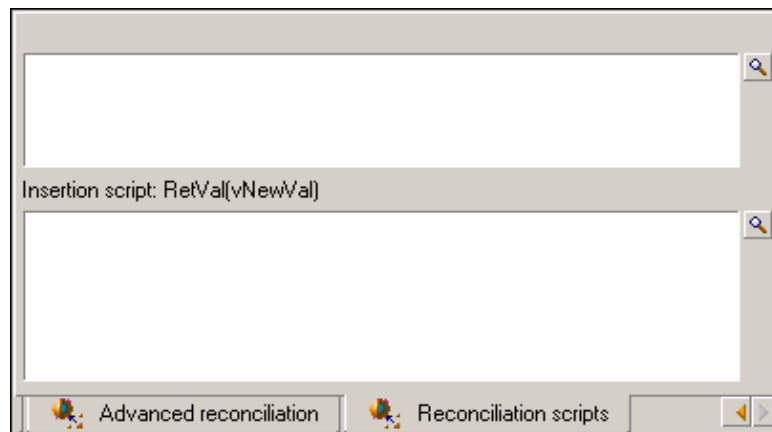 Insertion script: RetVal(vNewVal)
Advanced reconciliation
Reconciliation scripts